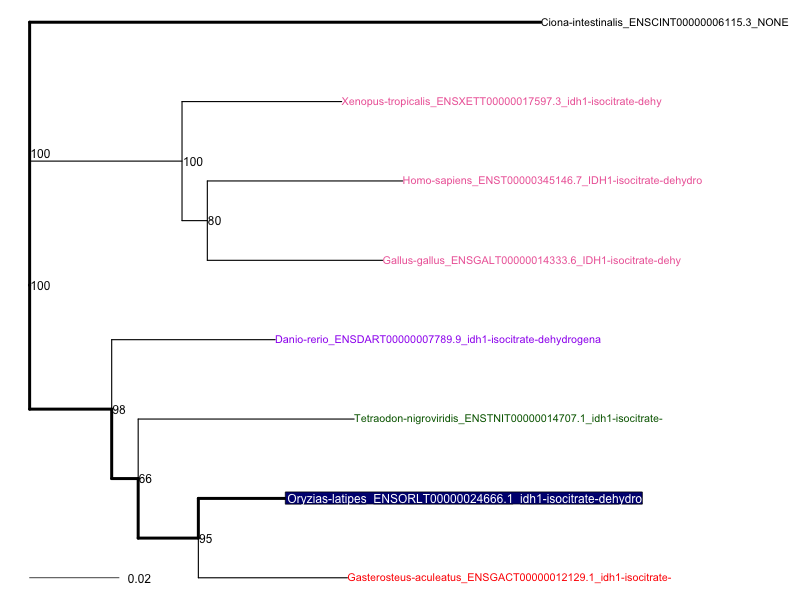 Ciona-intestinalis_ENSCINT00000006115.3_NONE
Xenopus-tropicalis_ENSXETT00000017597.3_idh1-isocitrate-dehy
100
100
Homo-sapiens_ENST00000345146.7_IDH1-isocitrate-dehydro
80
Gallus-gallus_ENSGALT00000014333.6_IDH1-isocitrate-dehy
100
Danio-rerio_ENSDART00000007789.9_idh1-isocitrate-dehydrogena
98
Tetraodon-nigroviridis_ENSTNIT00000014707.1_idh1-isocitrate-
66
Oryzias-latipes_ENSORLT00000024666.1_idh1-isocitrate-dehydro
95
Gasterosteus-aculeatus_ENSGACT00000012129.1_idh1-isocitrate-
0.02